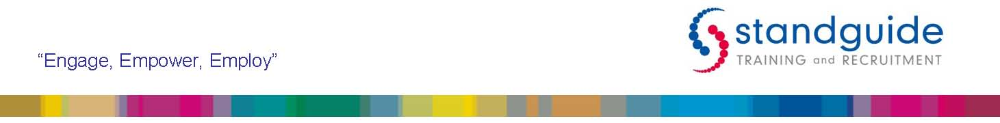 standguide
TRAINING and RECRUITMENT
“Engage, Empower, Employ”